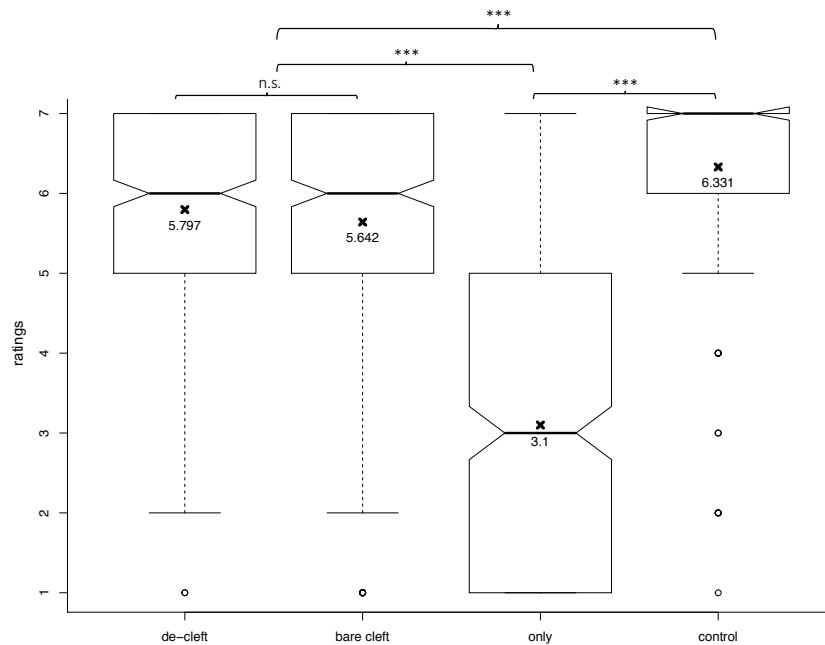 ***
***
n.s.
***
7
6
5
4
3
2
1
ratings
5.797
5.642
3.1
6.331
de−cleft
bare cleft
only
control